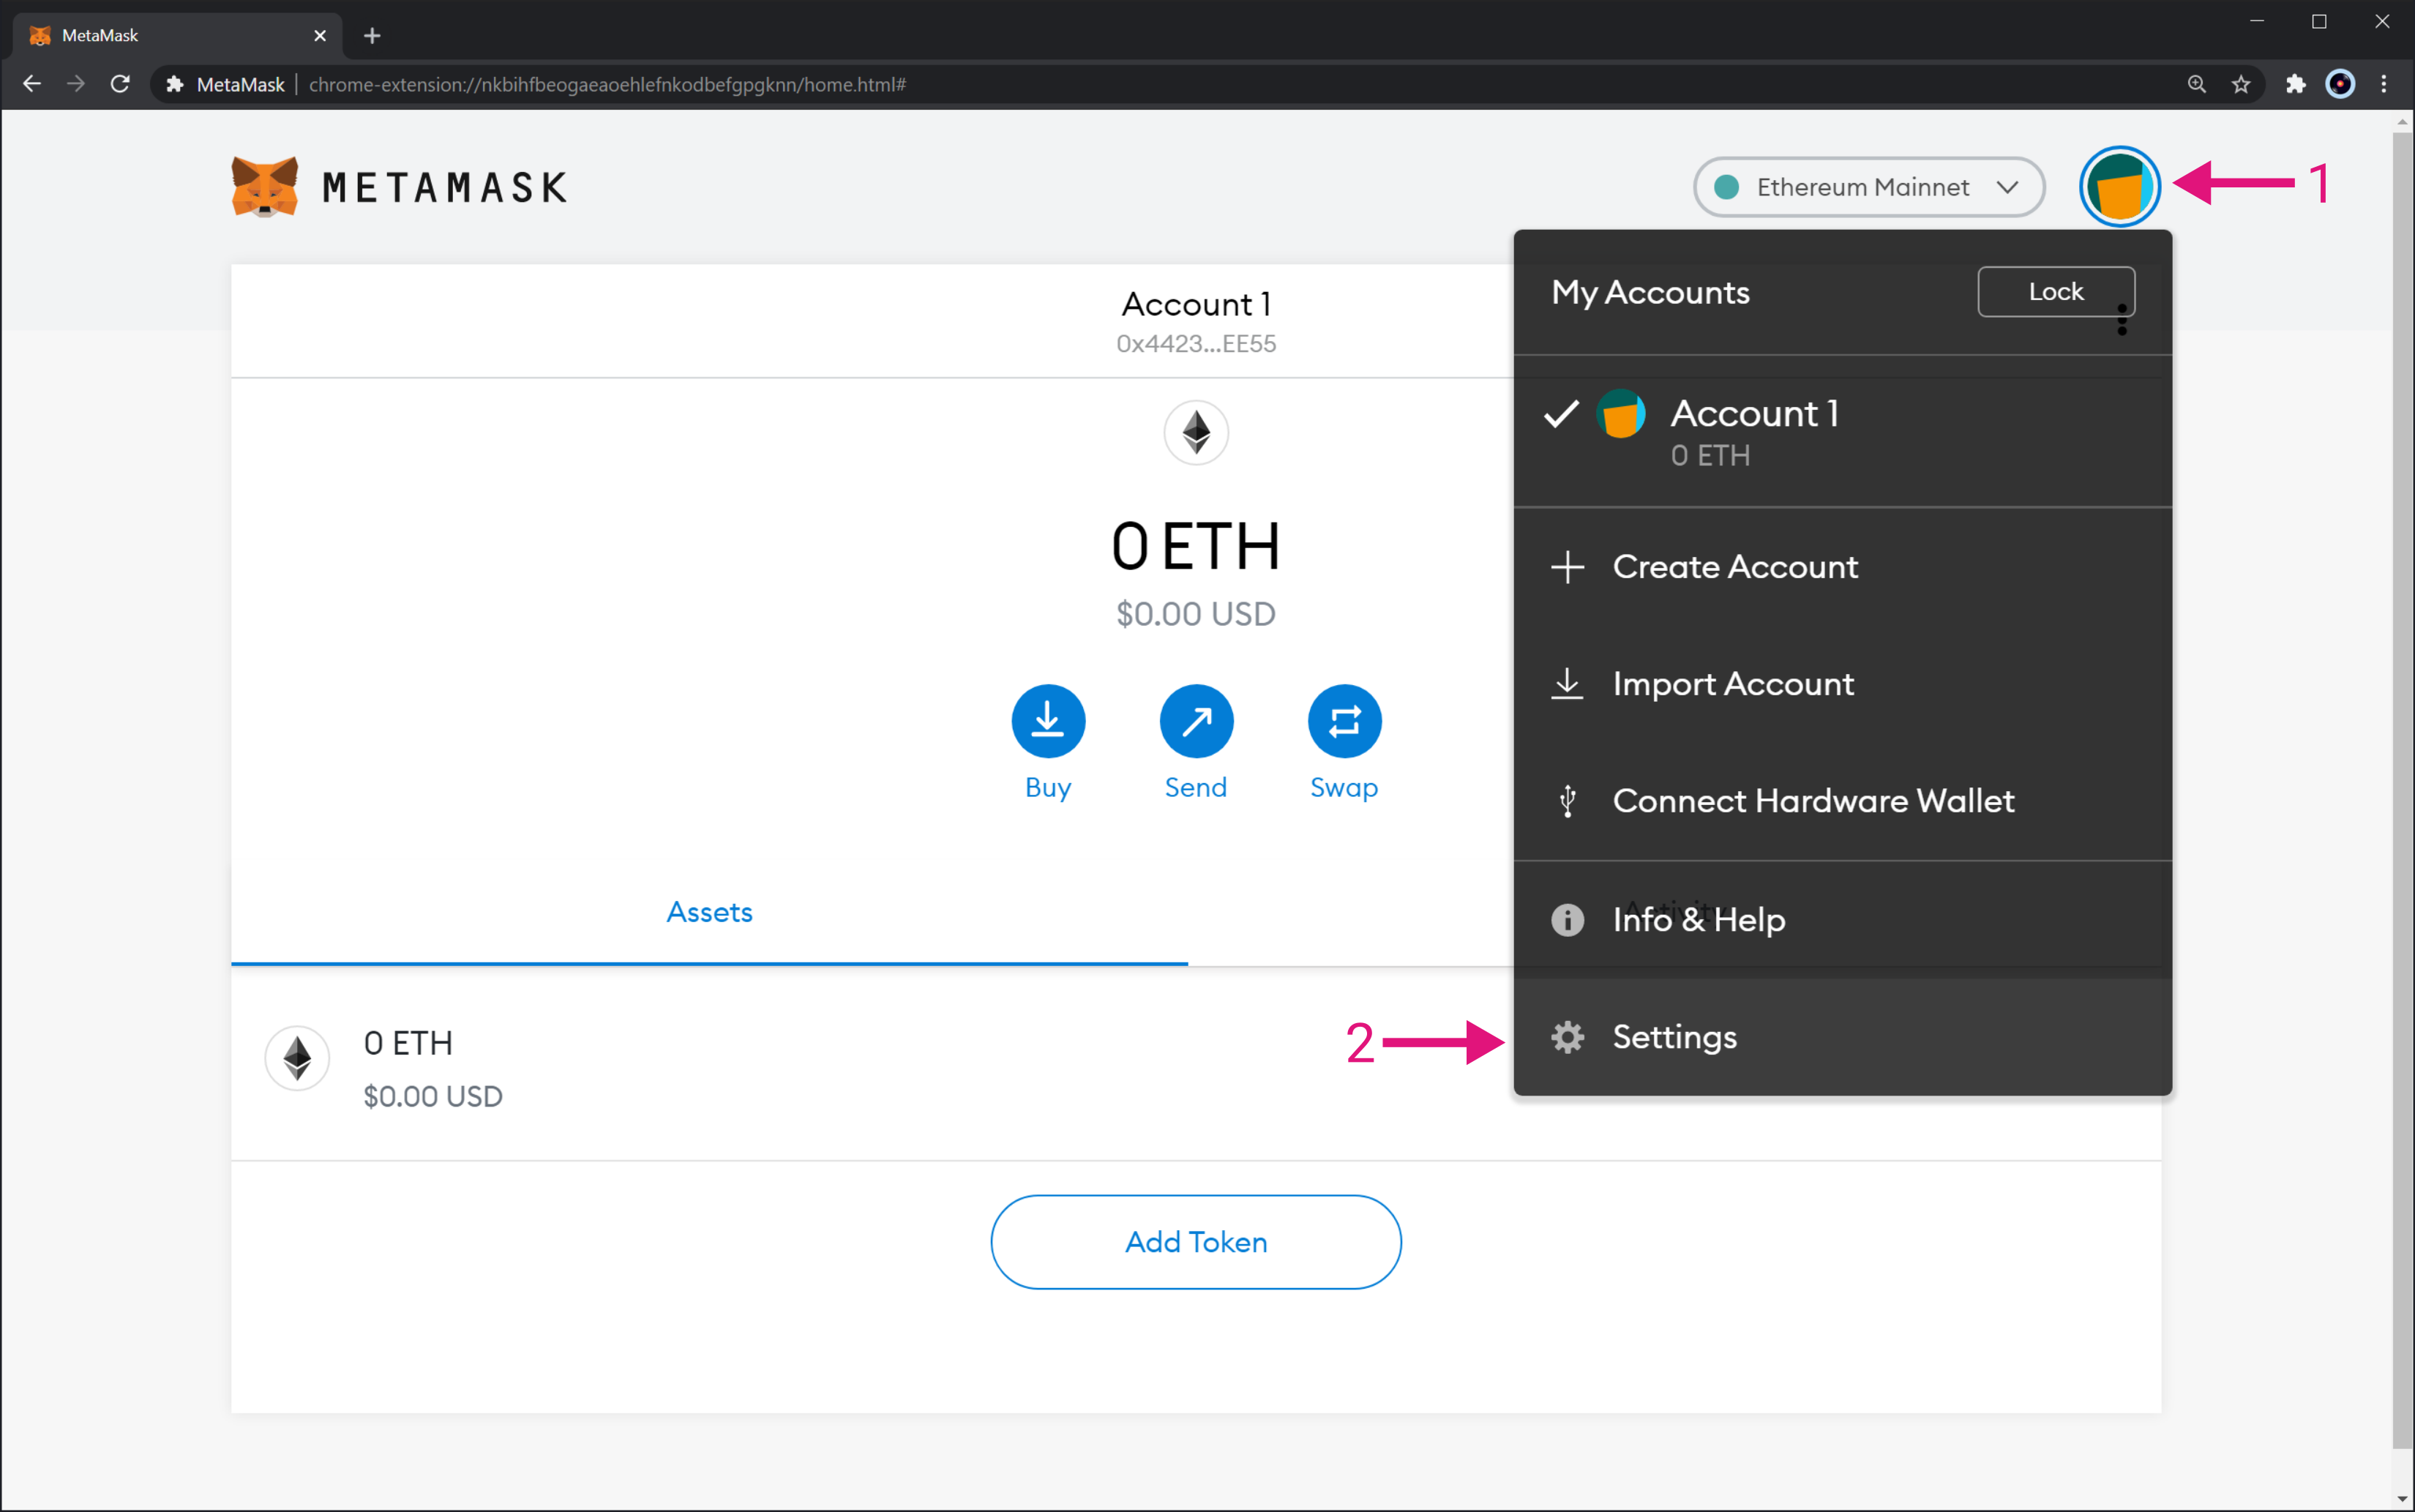 MetaMask
MetaMask | chrome-extension://nkbihfbeogaeaoehlefnkodbefgpgknn/home.html#
METAMASK
Ethereum Mainnet
1
Account 1
0x4423...EE55
My Accounts
Lock
Account 1
0 ETH
0 ETH
$0.00 USD
Create Account
Import Account
Connect Hardware Wallet
Buy
Send
Swap
Assets
Activity
Info & Help
2
Settings
0 ETH
$0.00 USD
Add Token